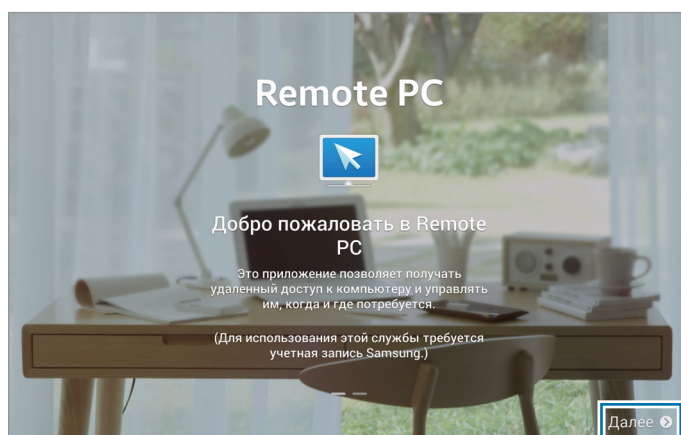 Remote PC
Добро пожаловать в Remote
PC
Это приложение позволяет получать
удаленный доступ к компьютеру и управлять
им, когда и где потребуется.
(Для использования этой службы требуется
учетная запись Samsung.)
Далее